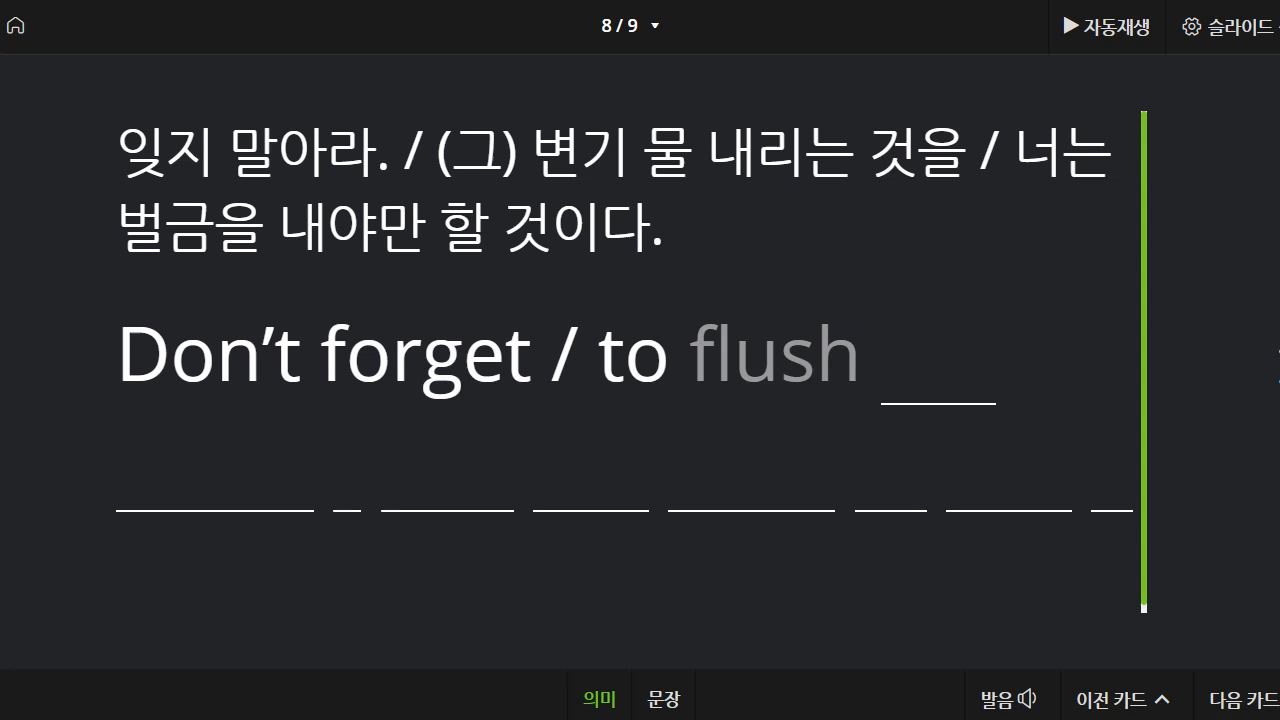 8 / 9
자동재생
슬라이드
잊지 말아라. / (그) 변기 물 내리는 것을 / 너는
벌금을 내야만 할 것이다.
Don’t forget / to flush
의미
문장
발음
이전 카드
다음 카드